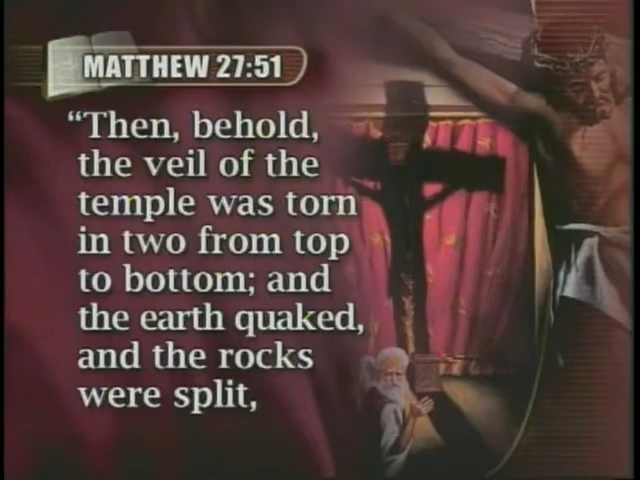 MATTHEW 27:51
“Then, behold,
the veil of the
temple was torn
in two from top
to bottom; and
the earth quaked,
and the rocks
were split,